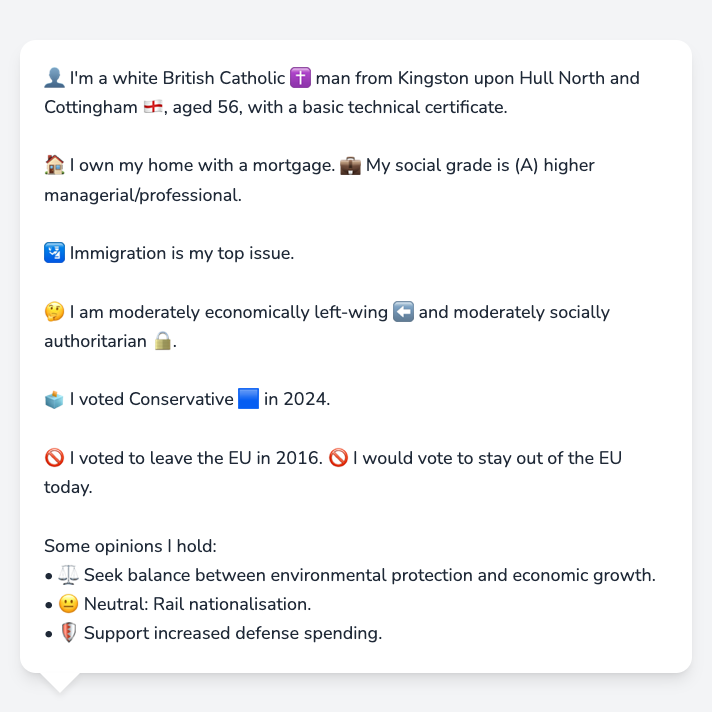 👤 I'm a white British Catholic ✝️ man from Kingston upon Hull North and
Cottingham 🏴󠁧󠁢󠁥󠁮󠁧󠁿, aged 56, with a basic technical certificate.
🏠 I own my home with a mortgage. 💼 My social grade is (A) higher
managerial/professional.
🛂 Immigration is my top issue.
🤔 I am moderately economically left-wing ⬅️ and moderately socially
authoritarian 🔒.
🗳️ I voted Conservative 🟦 in 2024.
🚫 I voted to leave the EU in 2016. 🚫 I would vote to stay out of the EU
today.
Some opinions I hold:
• ⚖️ Seek balance between environmental protection and economic growth.
• 😐 Neutral: Rail nationalisation.
• 🛡️ Support increased defense spending.